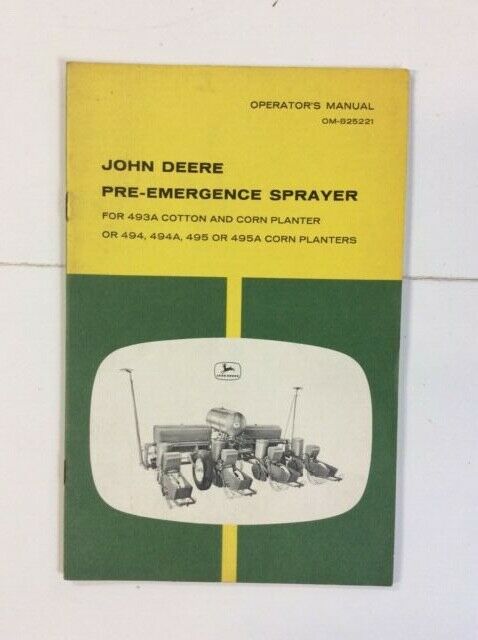 OPERATOR'S MANUAL
OM-B25221
JOHN DEERE
PRE-EMERGENCE SPRAYER
FOR 493A COTTON AND CORN PLANTER
OR 494, 494A, 495 OR 495A CORN PLANTERS
JOHN DEERE